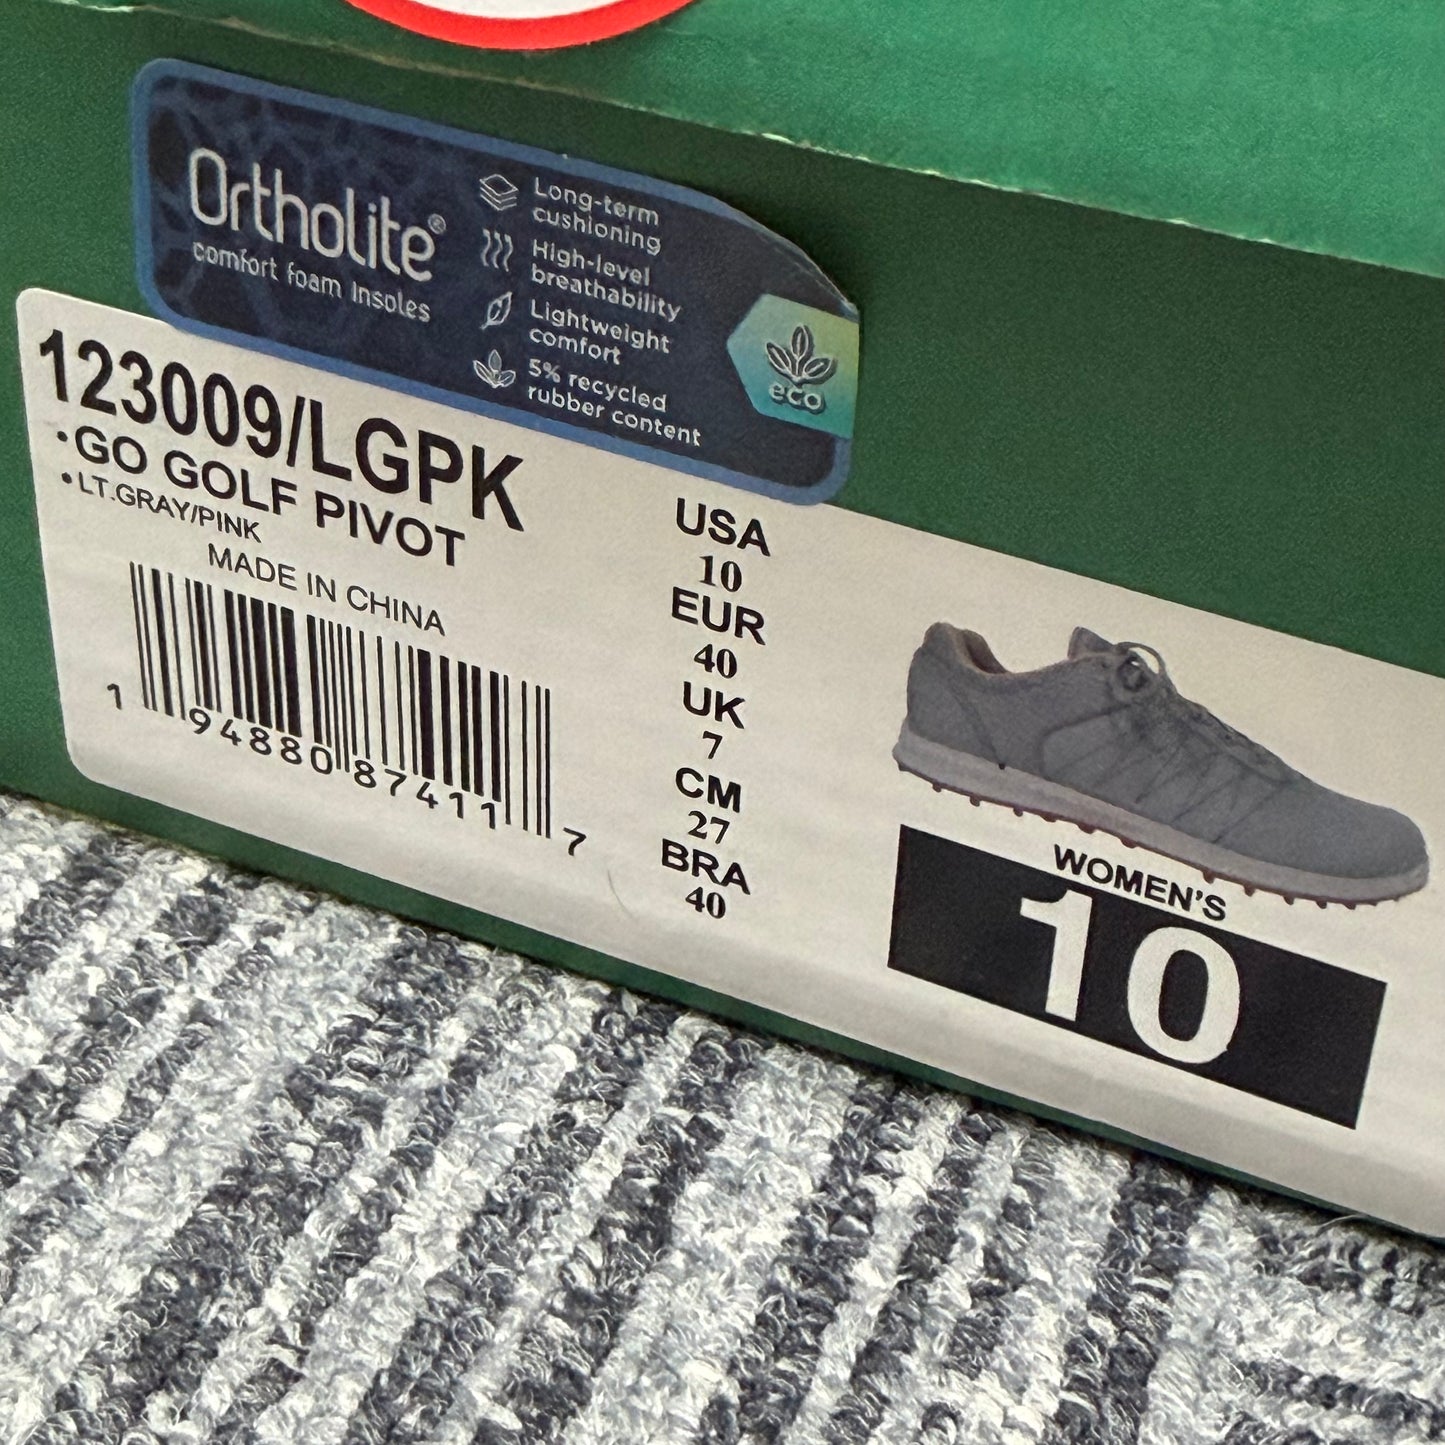 OrthoLite®
comfort foam insoles
Long-term
cushioning
High-level
breathability
Lightweight
comfort
5% recycled
rubber content
eco
123009/LGPK
•GO GOLF PIVOT
•LT.GRAY/PINK
MADE IN CHINA
1 94880 87411 7
USA
10
EUR
40
UK
7
CM
27
BRA
40
WOMEN'S
10